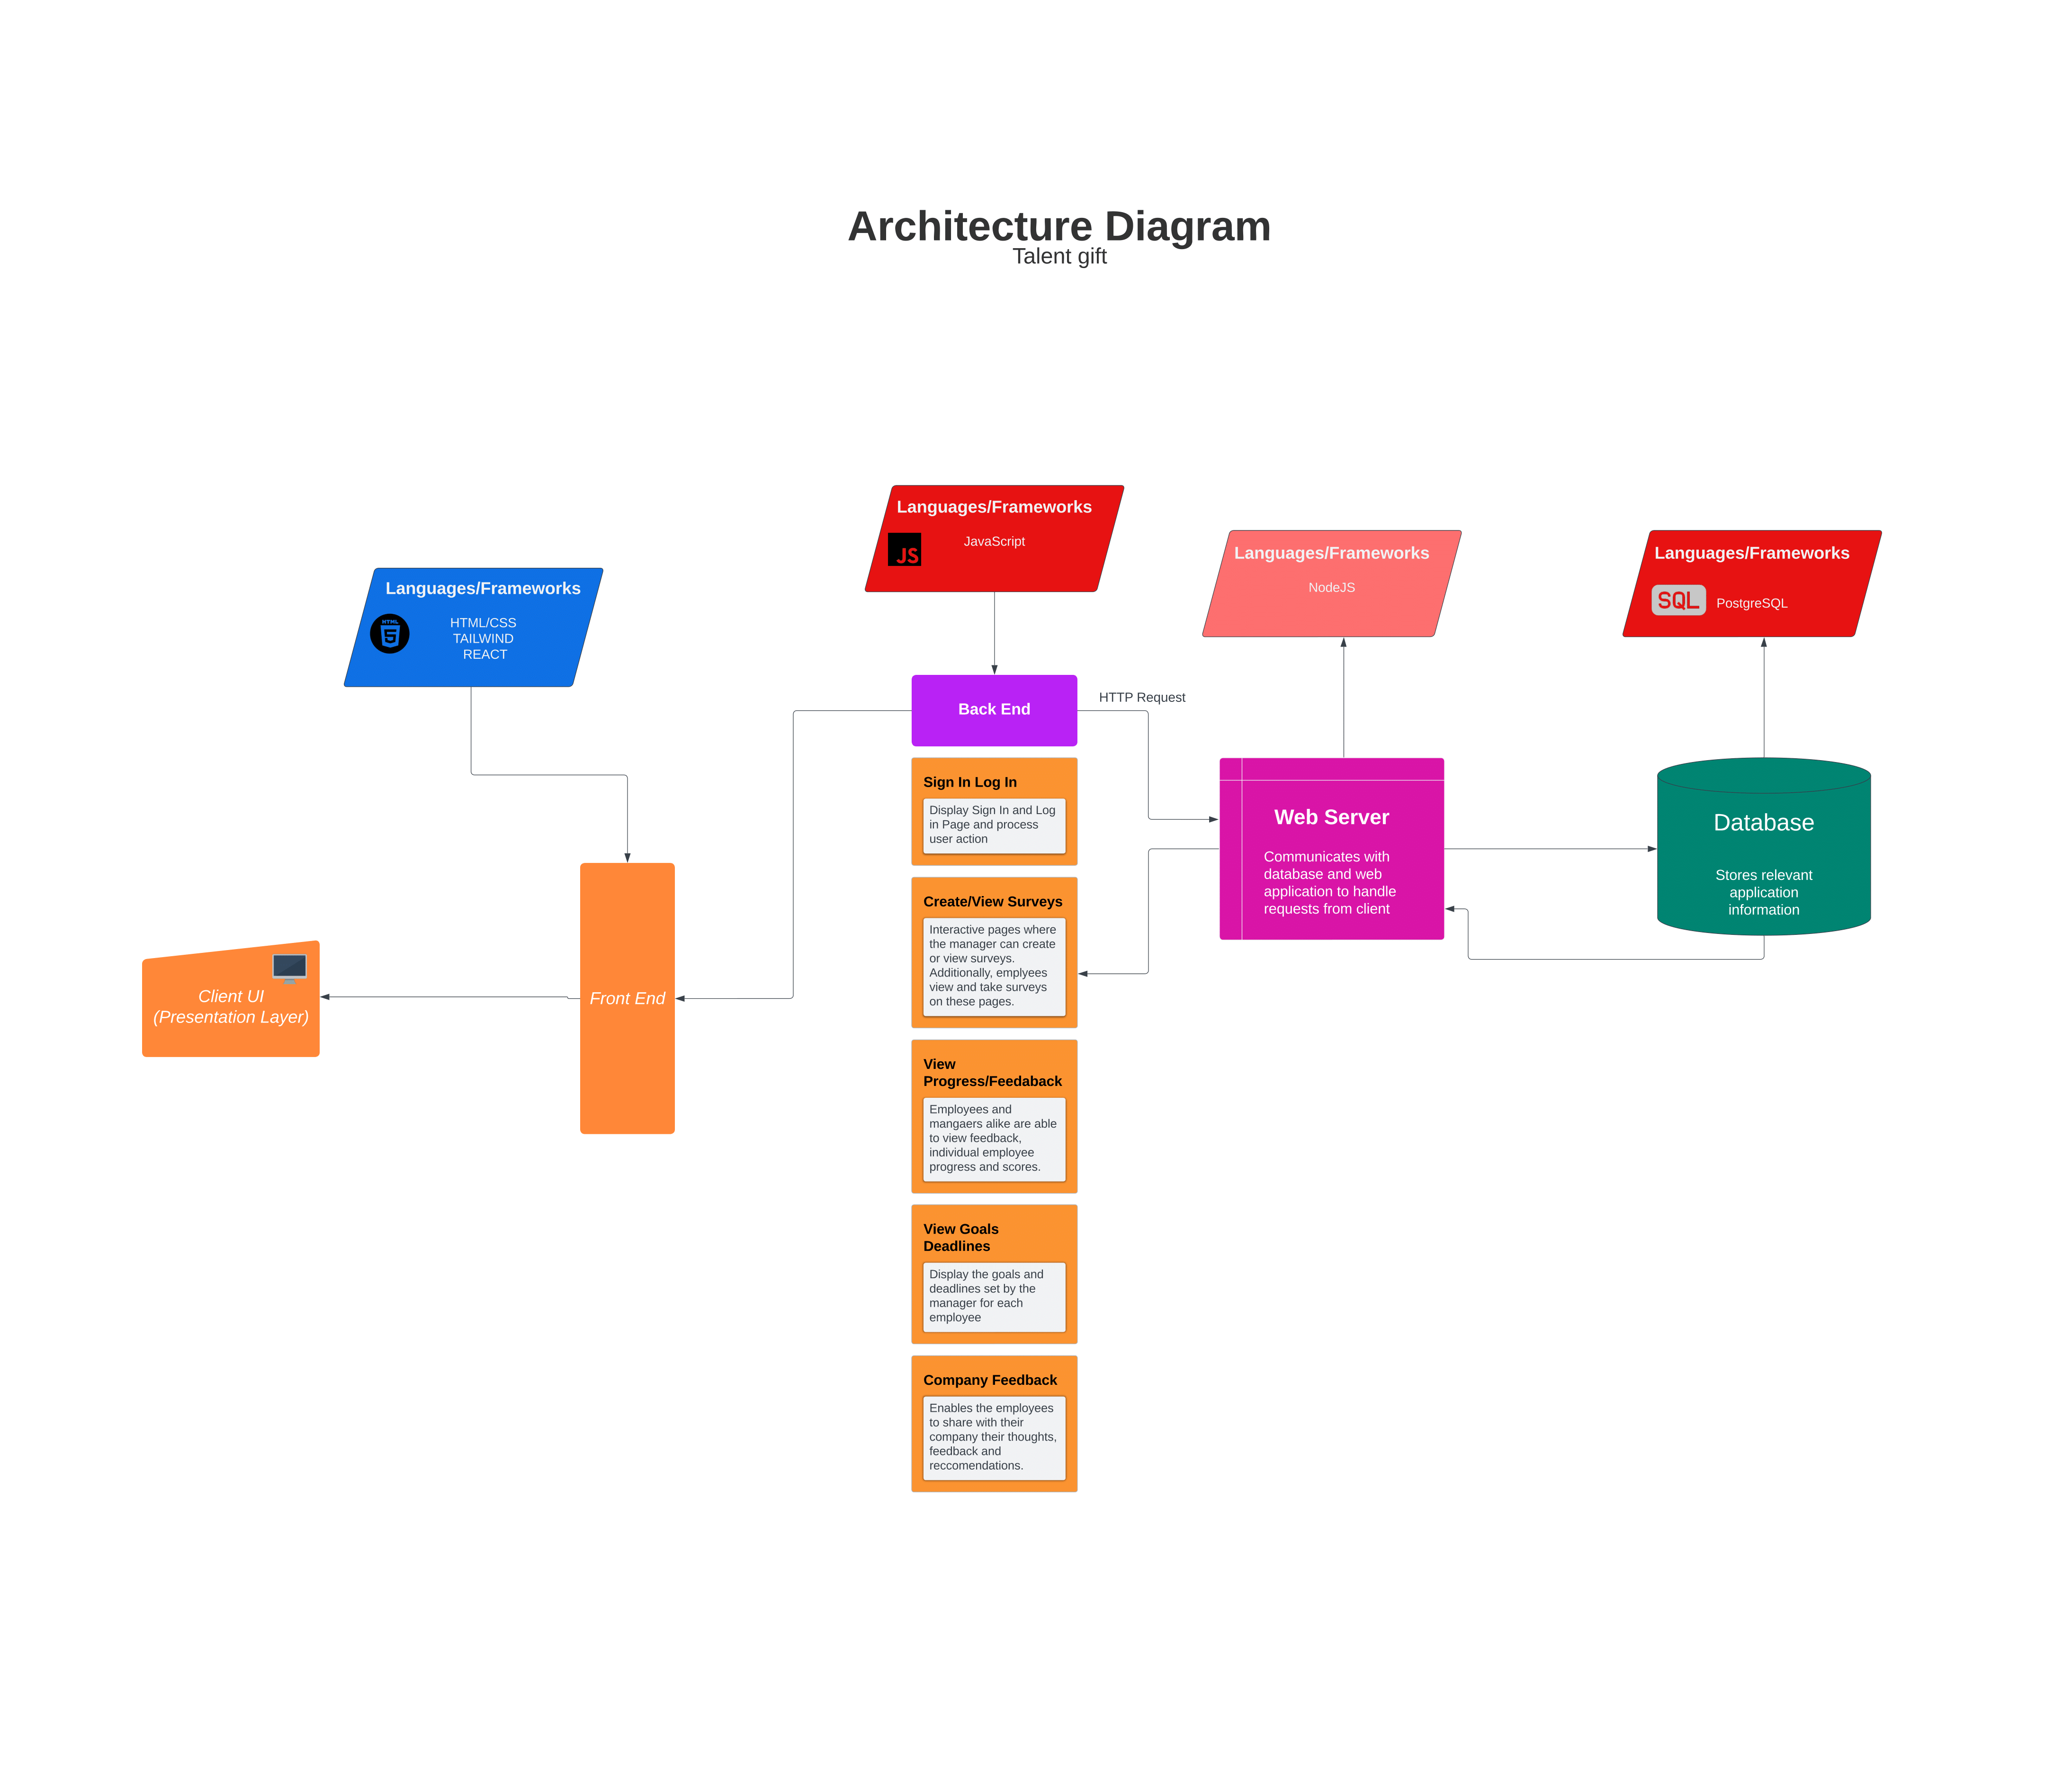 Architecture Diagram
Talent gift
Languages/Frameworks
HTML
HTML/CSS
TAILWIND
REACT
Languages/Frameworks
JS
JavaScript
Languages/Frameworks
NodeJS
Languages/Frameworks
SQL
PostgreSQL
Client UI
(Presentation Layer)
Front End
Back End
HTTP Request
Sign In Log In
Display Sign In and Log
in Page and process
user action
Create/View Surveys
Interactive pages where
the manager can create
or view surveys.
Additionally, emplyees
view and take surveys
on these pages.
View
Progress/Feedaback
Employees and
mangaers alike are able
to view feedback,
individual employee
progress and scores.
View Goals
Deadlines
Display the goals and
deadlines set by the
manager for each
employee
Company Feedback
Enables the employees
to share with their
company their thoughts,
feedback and
reccomendations.
Web Server
Communicates with
database and web
application to handle
requests from client
Database
Stores relevant
application
information